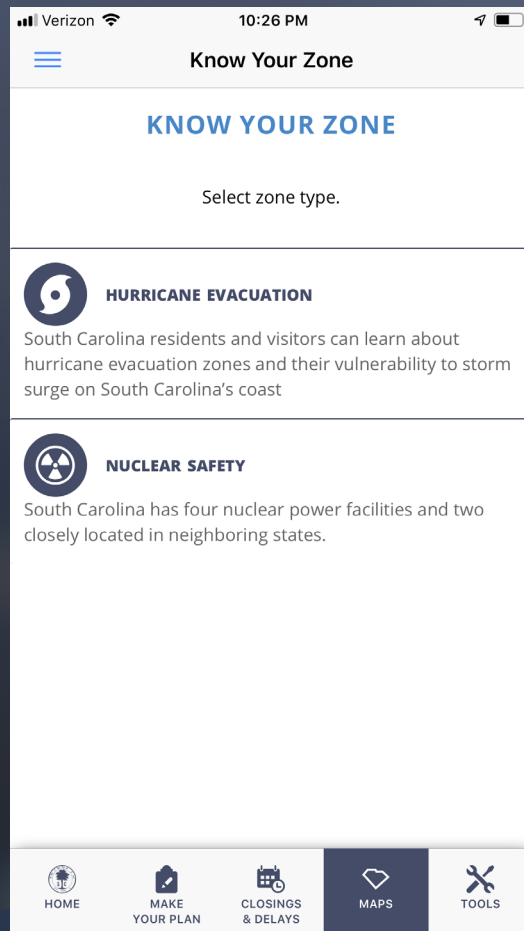 Verizon 10:26 PM
Know Your Zone
KNOW YOUR ZONE
Select zone type.
HURRICANE EVACUATION
South Carolina residents and visitors can learn about
hurricane evacuation zones and their vulnerability to storm
surge on South Carolina's coast
NUCLEAR SAFETY
South Carolina has four nuclear power facilities and two
closely located in neighboring states.
HOME
MAKE
YOUR PLAN
CLOSINGS
& DELAYS
MAPS
TOOLS